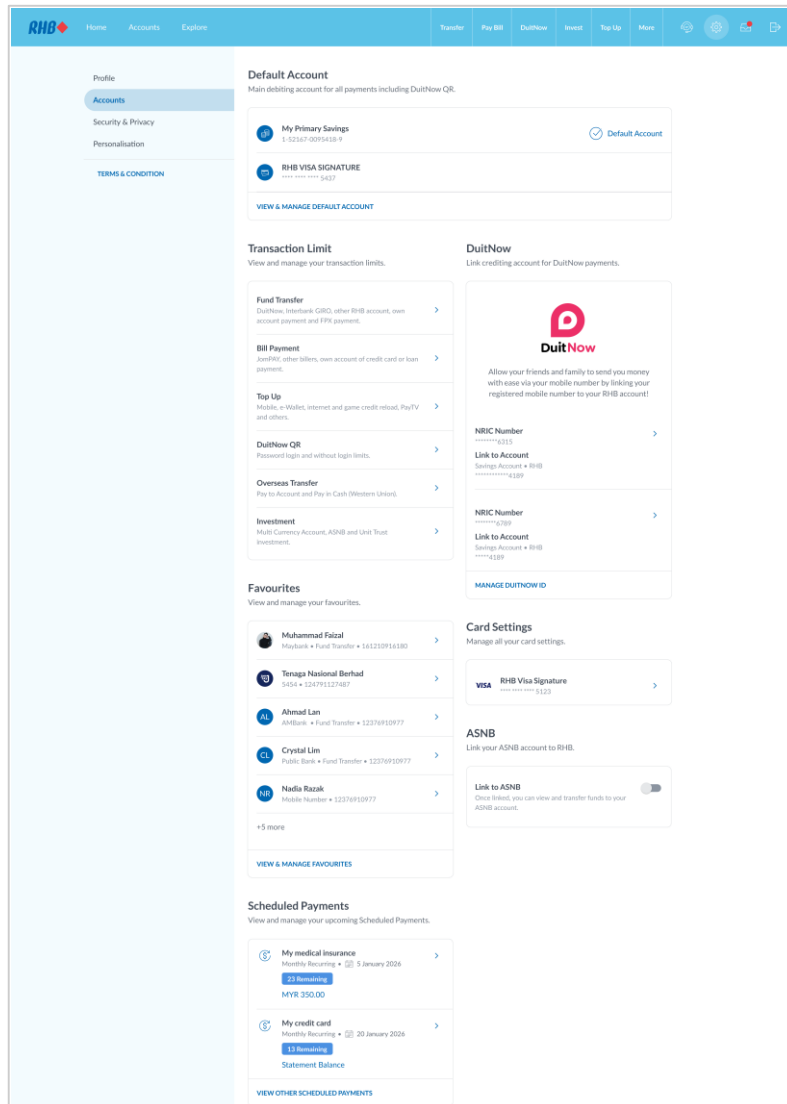 RHB
Home Accounts Explore
Transfer Pay Bill DuitNow Invest Top Up More
Profile
Accounts
Security & Privacy
Personalisation
TERMS & CONDITION
Default Account
Main debiting account for all payments including DuitNow QR.
My Primary Savings
1-52167-0095418-9
Default Account
RHB VISA SIGNATURE
**** **** **** 5437
VIEW & MANAGE DEFAULT ACCOUNT
Transaction Limit
View and manage your transaction limits.
Fund Transfer
DuitNow, Interbank GIRO, other RHB account, own
account payment and FPX payment.
Bill Payment
JomPAY, other billers, own account of credit card or loan
payment.
Top Up
Mobile, e-Wallet, internet and game credit reload, PayTV
and others.
DuitNow QR
Password login and without login limits.
Overseas Transfer
Pay to Account and Pay in Cash (Western Union).
Investment
Multi Currency Account, ASNB and Unit Trust
Investment.
Favourites
View and manage your favourites.
Muhammad Faizal
Maybank • Fund Transfer • 161210916180
Tenaga Nasional Berhad
5454 • 124791127487
AL
Ahmad Lan
AMBank • Fund Transfer • 12376910977
CL
Crystal Lim
Public Bank • Fund Transfer • 12376910977
NR
Nadia Razak
Mobile Number • 12376910977
+5 more
VIEW & MANAGE FAVOURITES
Scheduled Payments
View and manage your upcoming Scheduled Payments.
My medical insurance
Monthly Recurring • 5 January 2026
23 Remaining
MYR 350.00
My credit card
Monthly Recurring • 20 January 2026
13 Remaining
Statement Balance
VIEW OTHER SCHEDULED PAYMENTS
DuitNow
Link crediting account for DuitNow payments.
DuitNow
Allow your friends and family to send you money
with ease via your mobile number by linking your
registered mobile number to your RHB account!
NRIC Number
********6315
Link to Account
Savings Account • RHB
************4189
NRIC Number
********6789
Link to Account
Savings Account • RHB
*****4189
MANAGE DUITNOW ID
Card Settings
Manage all your card settings.
VISA
RHB Visa Signature
**** **** **** 5123
ASNB
Link your ASNB account to RHB.
Link to ASNB
Once linked, you can view and transfer funds to your
ASNB account.